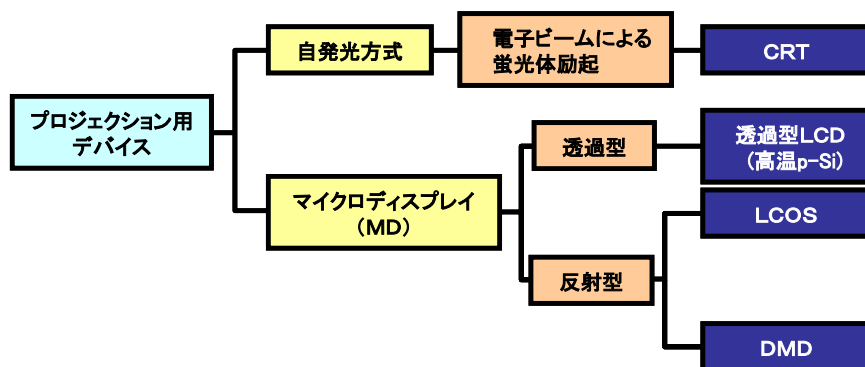 プロジェクション用
デバイス
自発光方式
電子ビームによる
蛍光体励起
CRT
マイクロディスプレイ
（MD）
透過型
透過型LCD
（高温p-Si）
反射型
LCOS
DMD